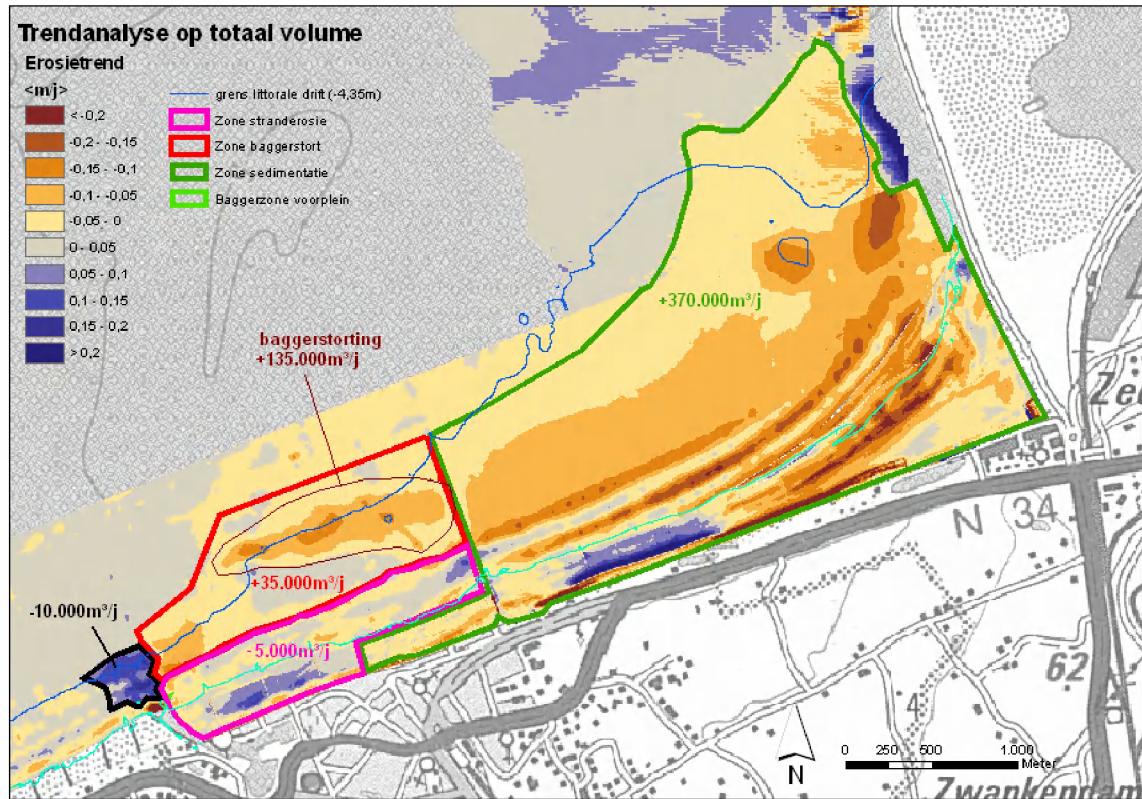 Trendanalyse op totaal volume
Erosietrend
<m/j>
< -0,2
-0,2 - -0,15
-0,15 - -0,1
-0,1 - -0,05
-0,05 - 0
0 - 0,05
0,05 - 0,1
0,1 - 0,15
0,15 - 0,2
> 0,2
grens littorale drift (-4,35m)
Zone stranderosie
Zone baggerstort
Zone sedimentatie
Baggerzone voorplein
+370.000m³/j
baggerstorting
+135.000m³/j
+35.000m³/j
-10.000m³/j
-5.000m³/j
N 34
62
4
0 250 500 1.000
Meter
N
Zwankendam